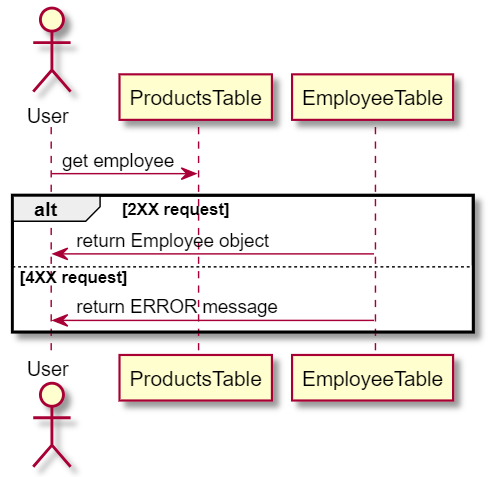 User
ProductsTable
EmployeeTable
get employee
alt
[2XX request]
return Employee object
[4XX request]
return ERROR message
User
ProductsTable
EmployeeTable